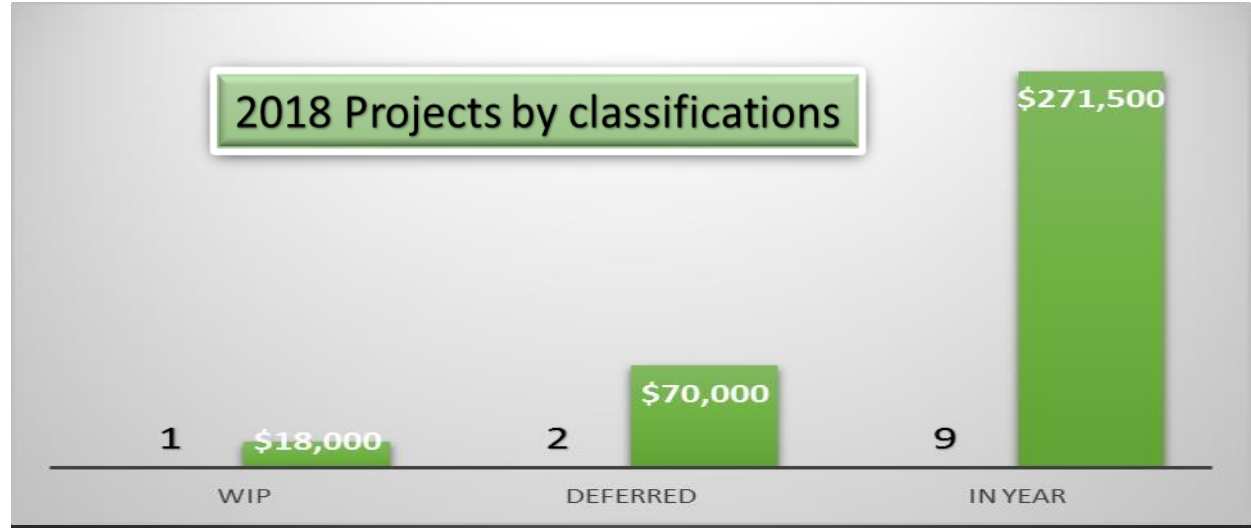 2018 Projects by classifications
$271,500
$70,000
1 $18,000 2 9
WIP DEFERRED IN YEAR